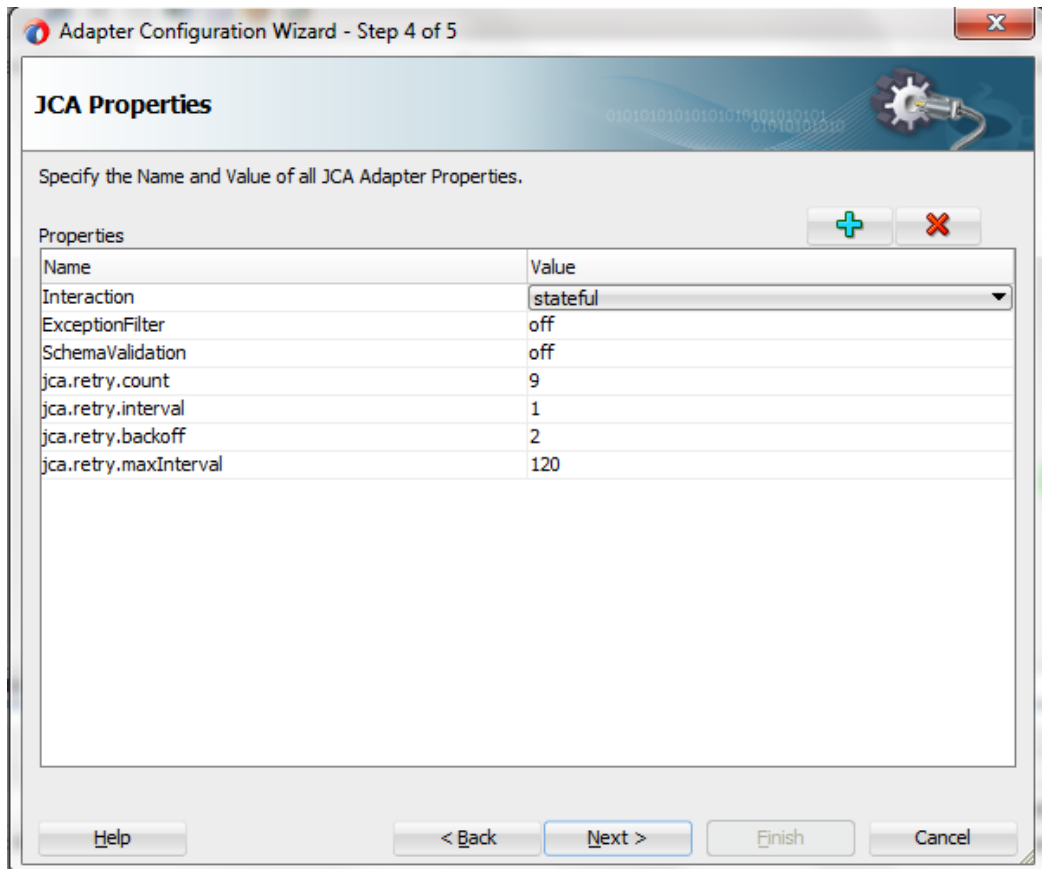 Adapter Configuration Wizard - Step 4 of 5
JCA Properties
Specify the Name and Value of all JCA Adapter Properties.
Properties
Name Value
Interaction stateful
ExceptionFilter off
SchemaValidation off
jca.retry.count 9
jca.retry.interval 1
jca.retry.backoff 2
jca.retry.maxInterval 120
Help < Back Next > Finish Cancel